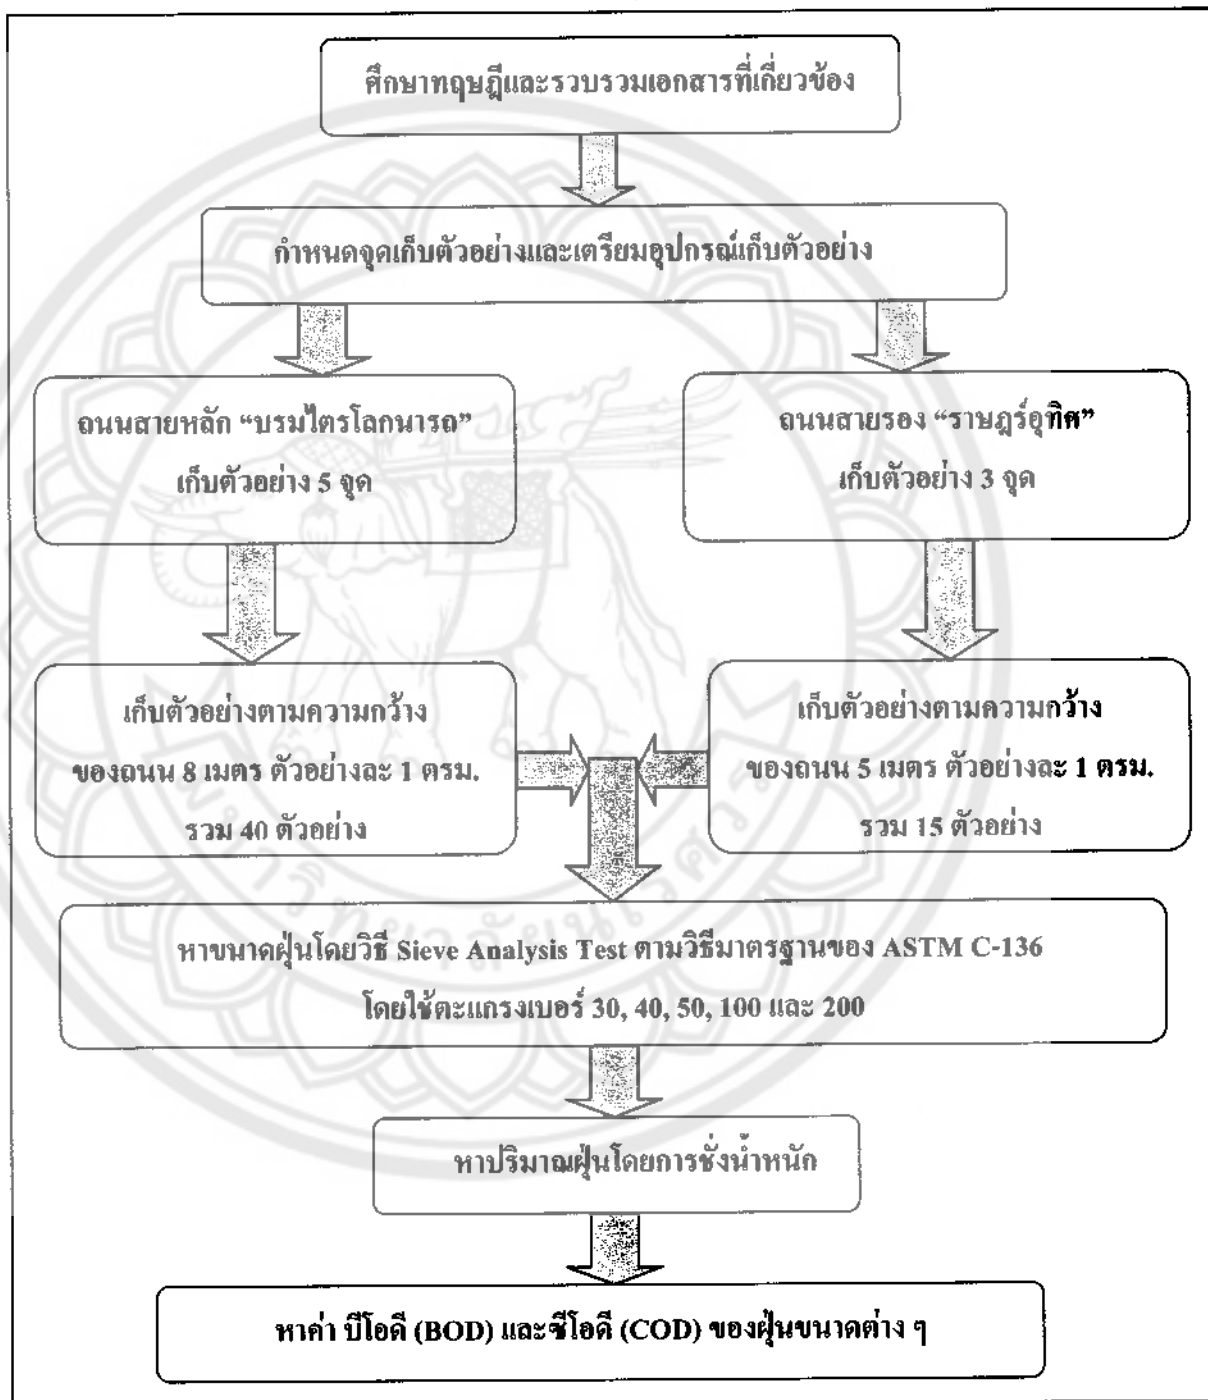 ศึกษาทฤษฎีและรวบรวมเอกสารที่เกี่ยวข้อง
กำหนดจุดเก็บตัวอย่างและเตรียมอุปกรณ์เก็บตัวอย่าง
ถนนสายหลัก “บรมไตรโลกนารถ”
เก็บตัวอย่าง 5 จุด
ถนนสายรอง “ราษฎร์อุทิศ”
เก็บตัวอย่าง 3 จุด
เก็บตัวอย่างตามความกว้าง
ของถนน 8 เมตร ตัวอย่างละ 1 ตรม.
รวม 40 ตัวอย่าง
เก็บตัวอย่างตามความกว้าง
ของถนน 5 เมตร ตัวอย่างละ 1 ตรม.
รวม 15 ตัวอย่าง
หาขนาดฝุ่นโดยวิธี Sieve Analysis Test ตามวิธีมาตรฐานของ ASTM C-136
โดยใช้ตะแกรงเบอร์ 30, 40, 50, 100 และ 200
หาปริมาณฝุ่นโดยการชั่งน้ำหนัก
หาค่า บีโอดี (BOD) และซีโอดี (COD) ของฝุ่นขนาดต่าง ๆ
มหาวิทยาลัยนเรศวร